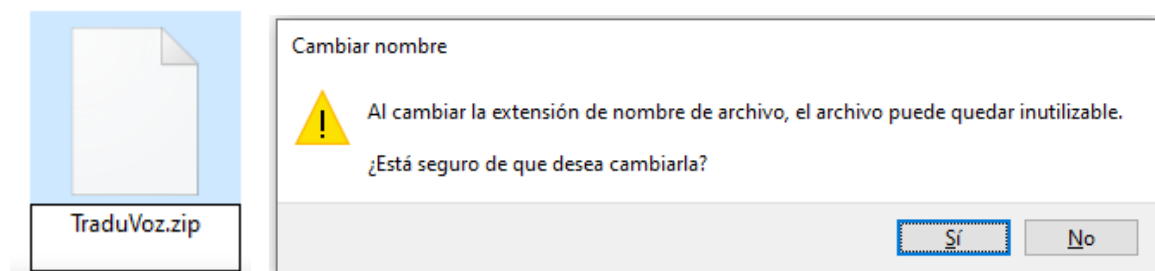 Cambiar nombre
Al cambiar la extensión de nombre de archivo, el archivo puede quedar inutilizable.
¿Está seguro de que desea cambiarla?
TraduVoz.zip
Sí
No